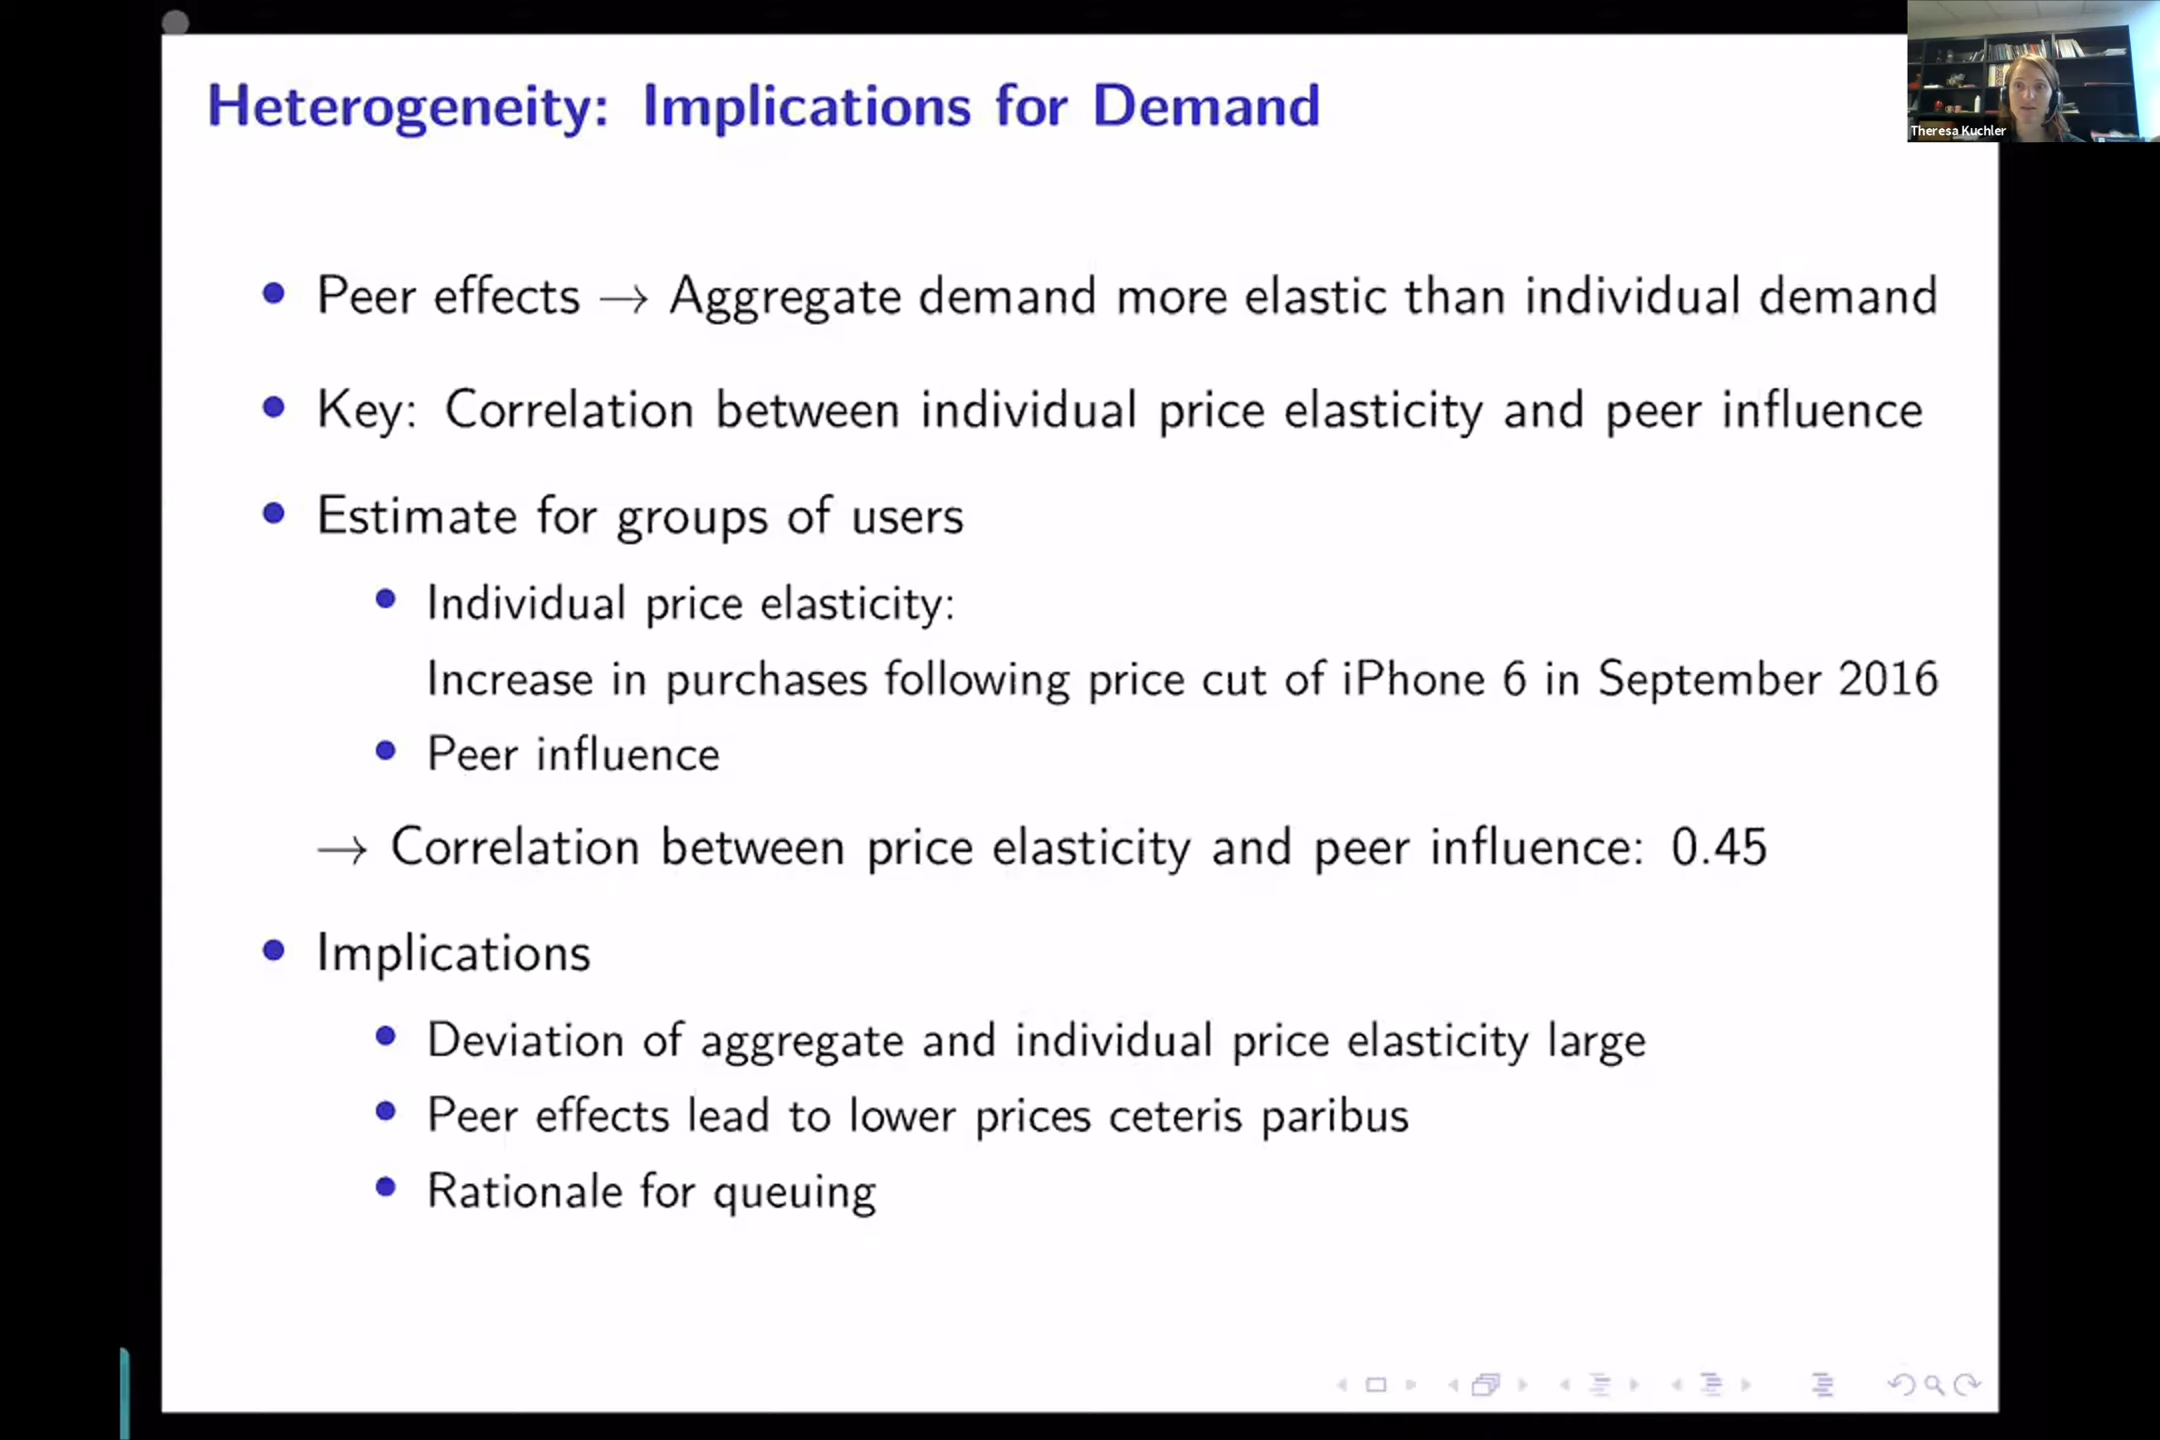 Theresa Kuchler
Heterogeneity: Implications for Demand
• Peer effects → Aggregate demand more elastic than individual demand
• Key: Correlation between individual price elasticity and peer influence
• Estimate for groups of users
• Individual price elasticity:
Increase in purchases following price cut of iPhone 6 in September 2016
• Peer influence
→ Correlation between price elasticity and peer influence: 0.45
• Implications
• Deviation of aggregate and individual price elasticity large
• Peer effects lead to lower prices ceteris paribus
• Rationale for queuing